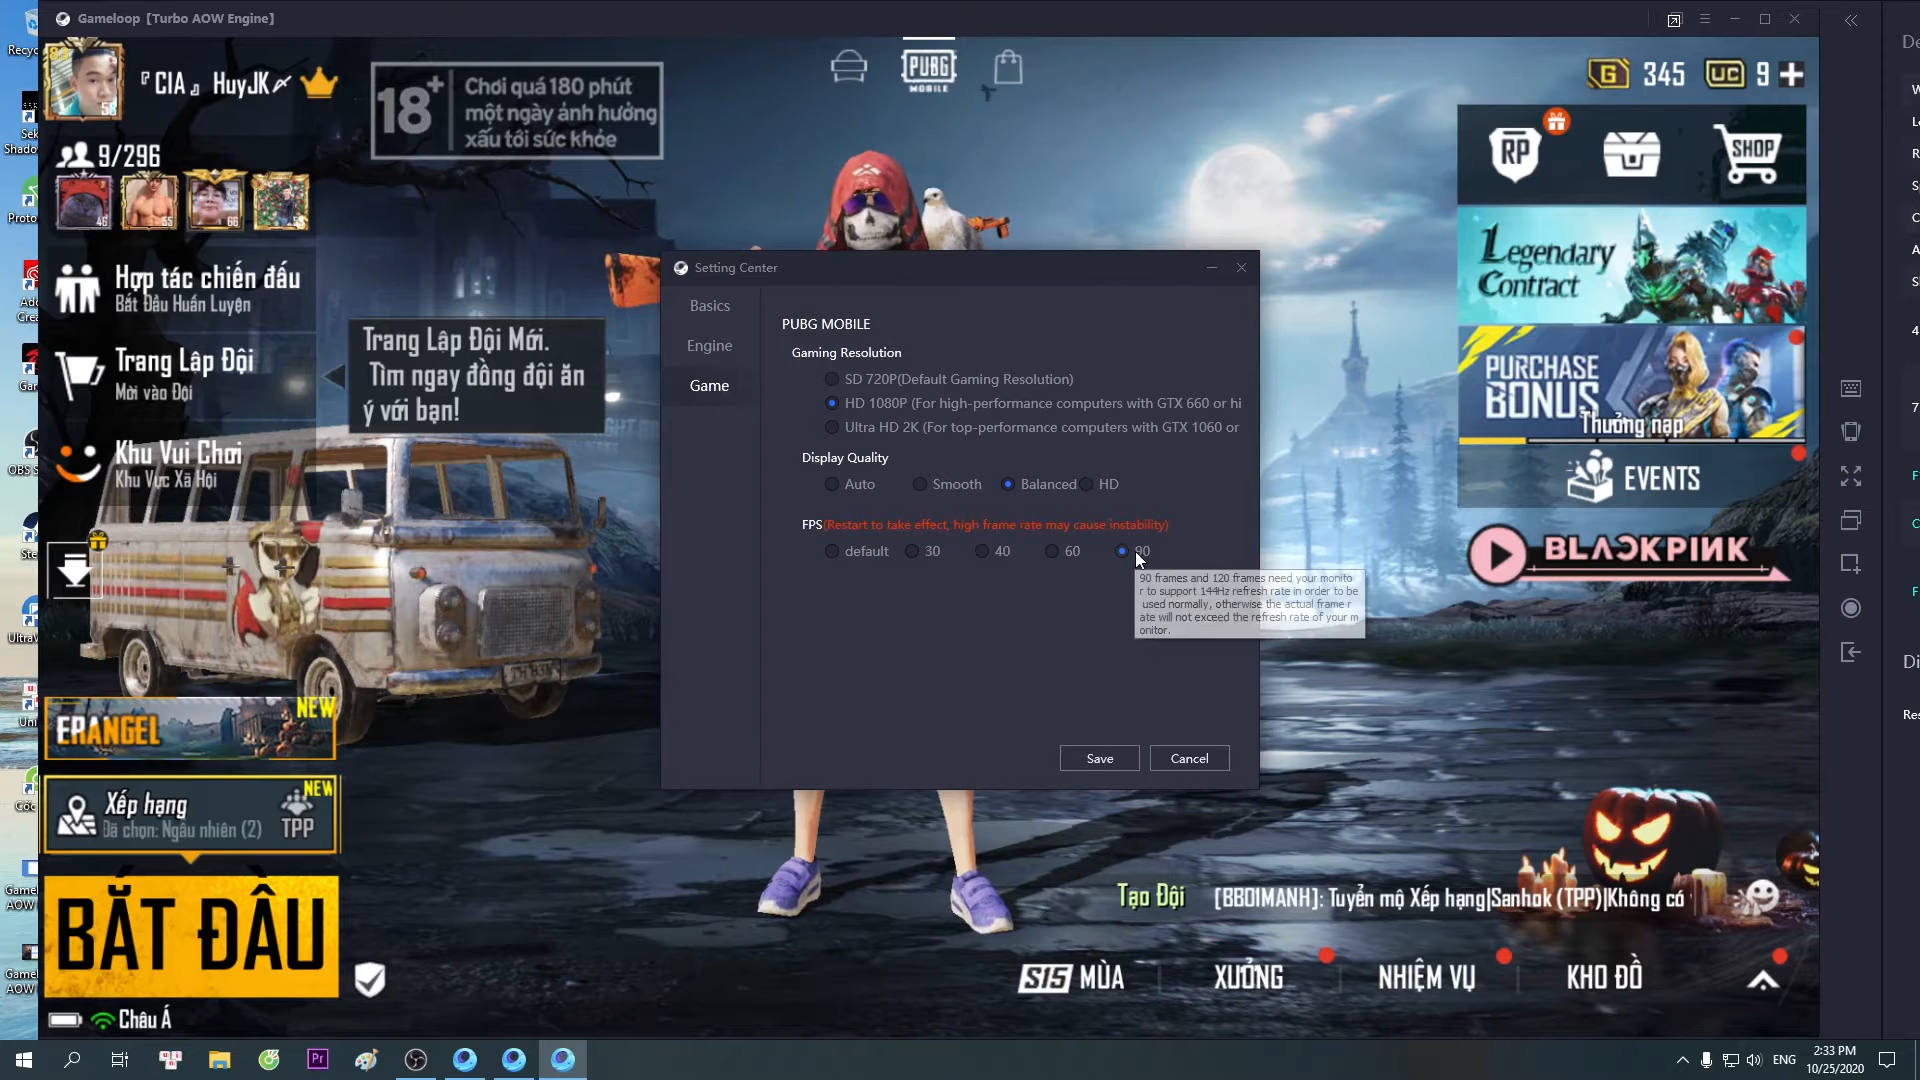 Gameloop [Turbo AOW Engine]
『CIA』 HuyJK
58
18+
Chơi quá 180 phút
một ngày ảnh hưởng
xấu tới sức khỏe
PUBG
MOBILE
345
UC
9
9/296
46
55
66
RP
SHOP
Legendary
Contract
PURCHASE
BONUS
Thưởng nạp
EVENTS
BLACKPINK
Hợp tác chiến đấu
Bắt Đầu Huấn Luyện
Trang Lập Đội
Mời vào Đội
Trang Lập Đội Mới.
Tìm ngay đồng đội ăn
ý với bạn!
Khu Vui Chơi
Khu Vực Xã Hội
Setting Center
Basics
Engine
Game
PUBG MOBILE
Gaming Resolution
SD 720P(Default Gaming Resolution)
HD 1080P (For high-performance computers with GTX 660 or hi
Ultra HD 2K (For top-performance computers with GTX 1060 or
Display Quality
Auto
Smooth
Balanced
HD
FPS(Restart to take effect, high frame rate may cause instability)
default
30
40
60
90
90 frames and 120 frames need your monito
r to support 144Hz refresh rate in order to be
used normally, otherwise the actual frame r
ate will not exceed the refresh rate of your m
onitor.
Save
Cancel
ERANGEL
NEW
Xếp hạng
Đã chọn: Ngẫu nhiên (2)
NEW
TPP
BẮT ĐẦU
Châu Á
Tạo Đội
[BB01MANH]: Tuyển mộ Xếp hạng|Sanhok (TPP)|Không có
S15 MÙA
XƯỞNG
NHIỆM VỤ
KHO ĐỒ
Pr
ENG
2:33 PM
10/25/2020